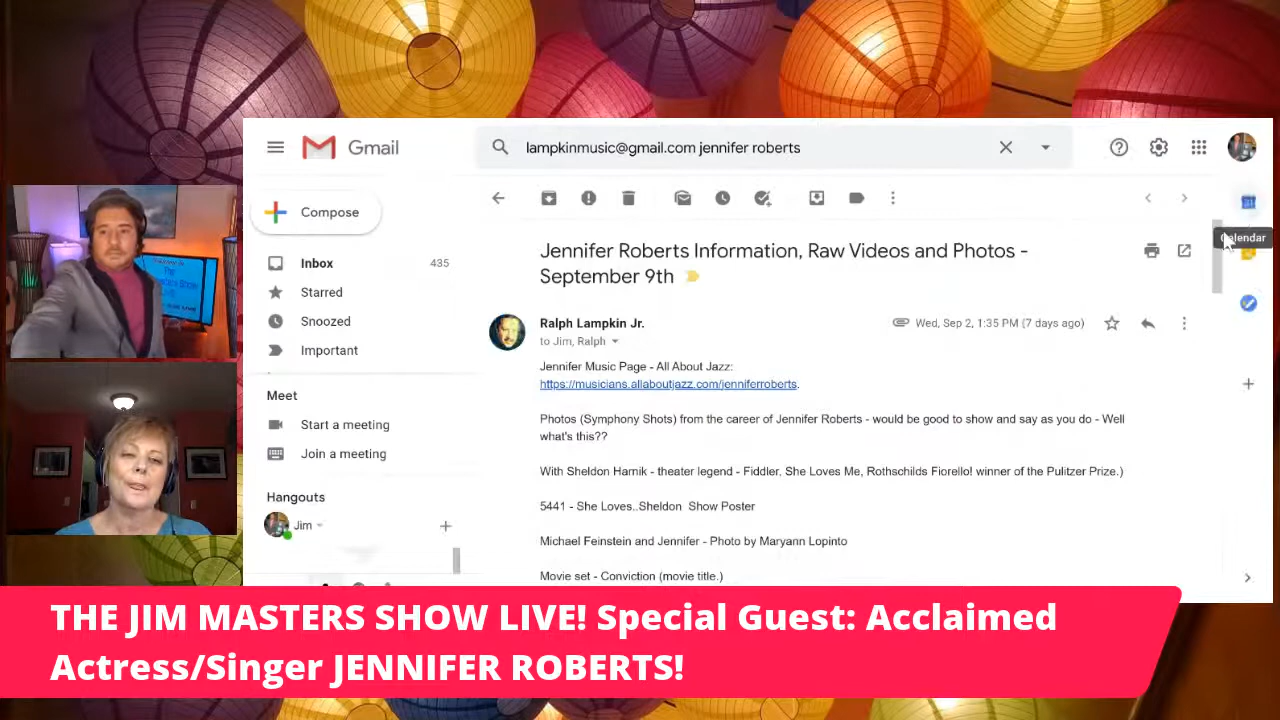 lampkinmusic@gmail.com jennifer roberts
Gmail
Compose
Calendar
Jennifer Roberts Information, Raw Videos and Photos -
September 9th
Inbox 435
Starred
Snoozed
Important
Ralph Lampkin Jr.
Wed, Sep 2, 1:35 PM (7 days ago)
to Jim, Ralph
Jennifer Music Page - All About Jazz:
https://musicians.allaboutjazz.com/jenniferroberts.
Meet
Start a meeting
Join a meeting
Photos (Symphony Shots) from the career of Jennifer Roberts - would be good to show and say as you do - Well
what's this??
With Sheldon Harnik - theater legend - Fiddler, She Loves Me, Rothschilds Fiorello! winner of the Pulitzer Prize.)
Hangouts
Jim
5441 - She Loves..Sheldon Show Poster
Michael Feinstein and Jennifer - Photo by Maryann Lopinto
Movie set - Conviction (movie title.)
THE JIM MASTERS SHOW LIVE! Special Guest: Acclaimed
Actress/Singer JENNIFER ROBERTS!